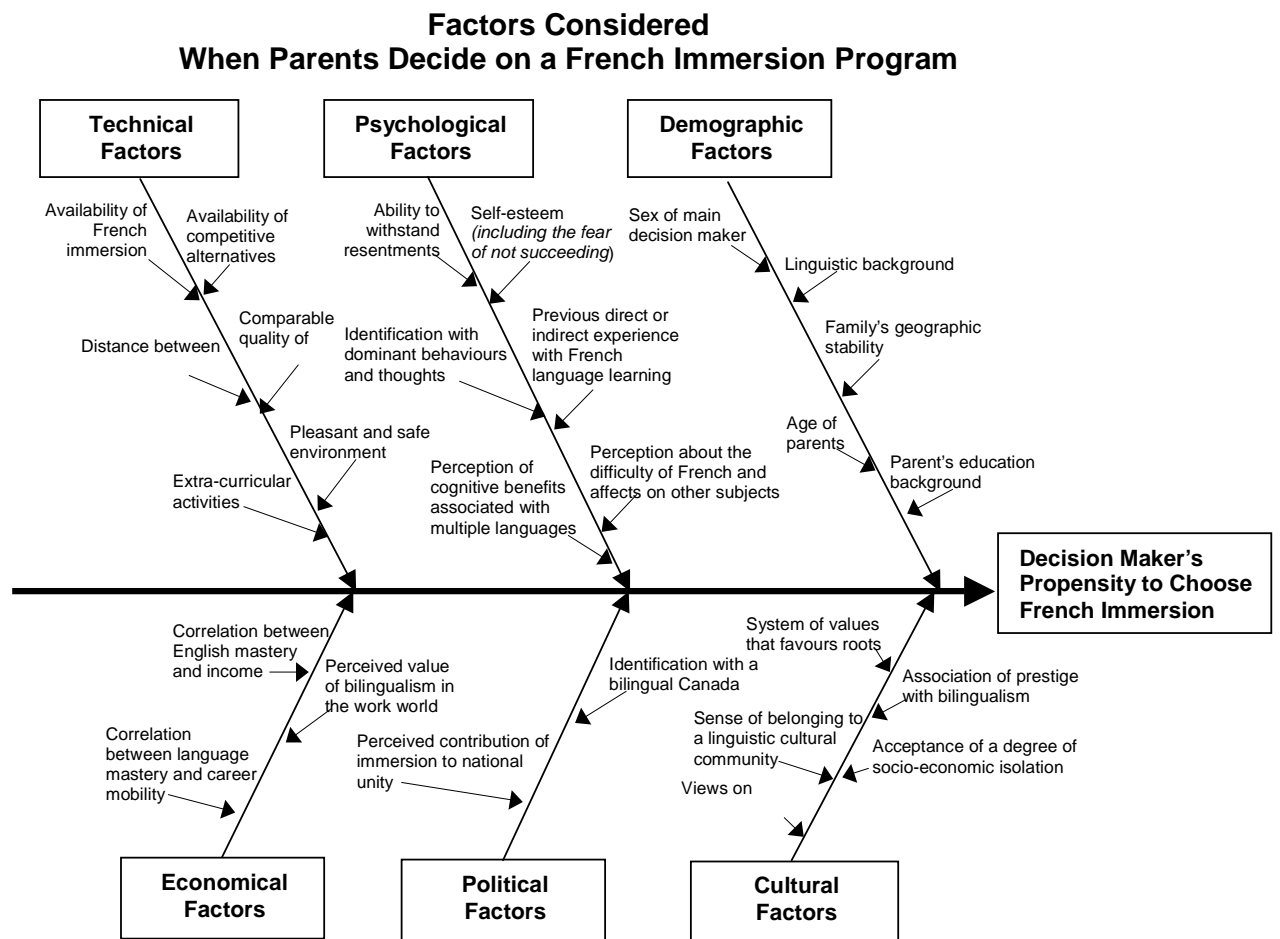 Factors Considered
When Parents Decide on a French Immersion Program
Technical
Factors
Psychological
Factors
Demographic
Factors
Availability of
French
immersion
Availability of
competitive
alternatives
Distance between
Comparable
quality of
Pleasant and safe
environment
Extra-curricular
activities
Ability to
withstand
resentments
Self-esteem
(including the fear
of not succeeding)
Identification with
dominant behaviours
and thoughts
Previous direct or
indirect experience
with French
language learning
Perception of
cognitive benefits
associated with
multiple languages
Perception about the
difficulty of French and
affects on other subjects
Sex of main
decision maker
Linguistic background
Family's geographic
stability
Age of
parents
Parent's education
background
Decision Maker's
Propensity to Choose
French Immersion
Correlation between
English mastery
and income
Perceived value
of bilingualism in
the work world
Correlation
between language
mastery and career
mobility
Identification with a
bilingual Canada
Perceived contribution of
immersion to national
unity
System of values
that favours roots
Association of prestige
with bilingualism
Sense of belonging to
a linguistic cultural
community
Acceptance of a degree of
socio-economic isolation
Views on
Economical
Factors
Political
Factors
Cultural
Factors